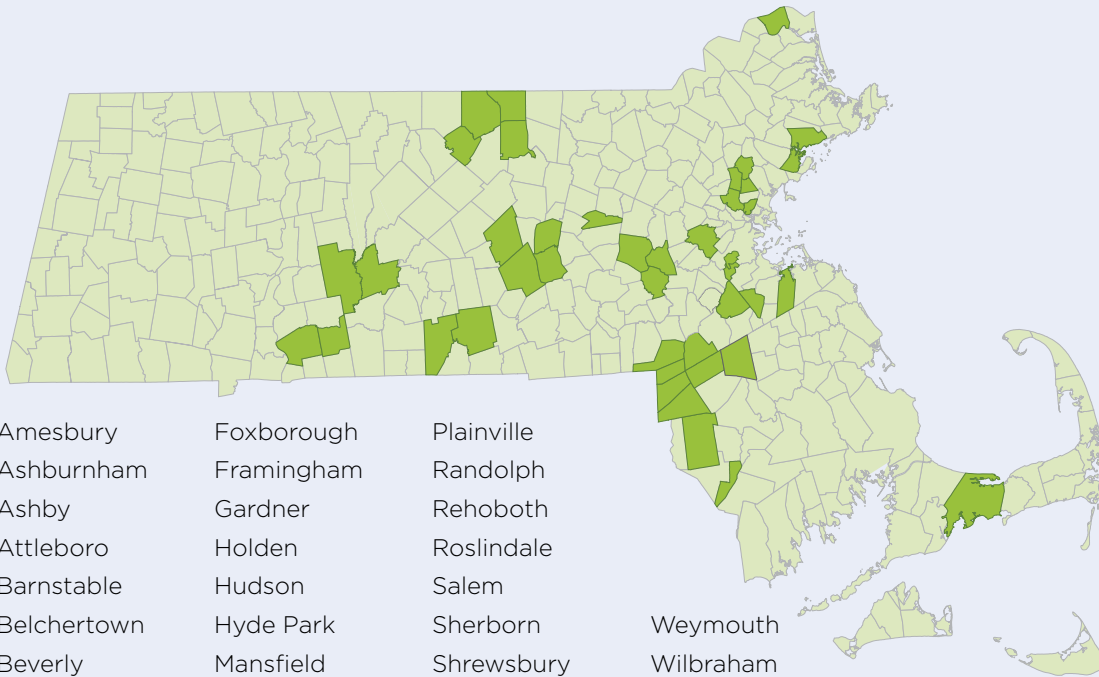 Amesbury
Ashburnham
Ashby
Attleboro
Barnstable
Belchertown
Beverly
Foxborough
Framingham
Gardner
Holden
Hudson
Hyde Park
Mansfield
Plainville
Randolph
Rehoboth
Roslindale
Salem
Sherborn
Shrewsbury
Weymouth
Wilbraham